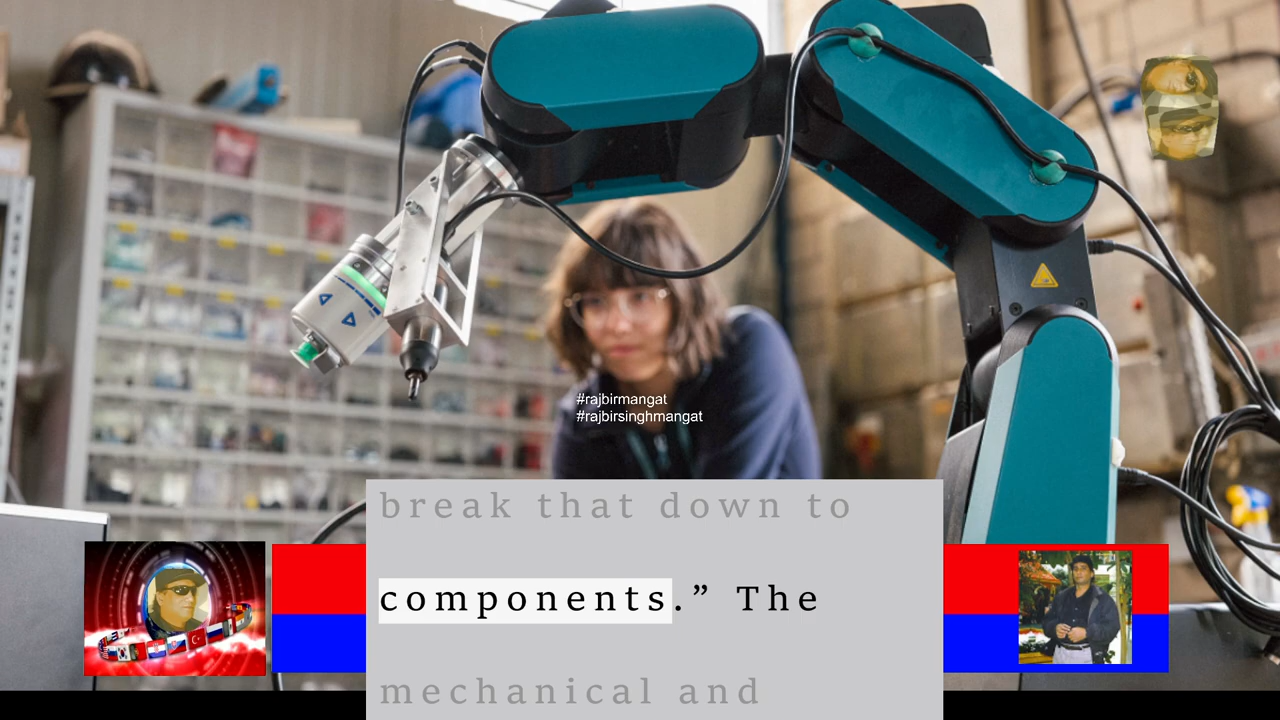 #rajbirmangat
#rajbirsinghmangat
break that down to
components.” The
mechanical and